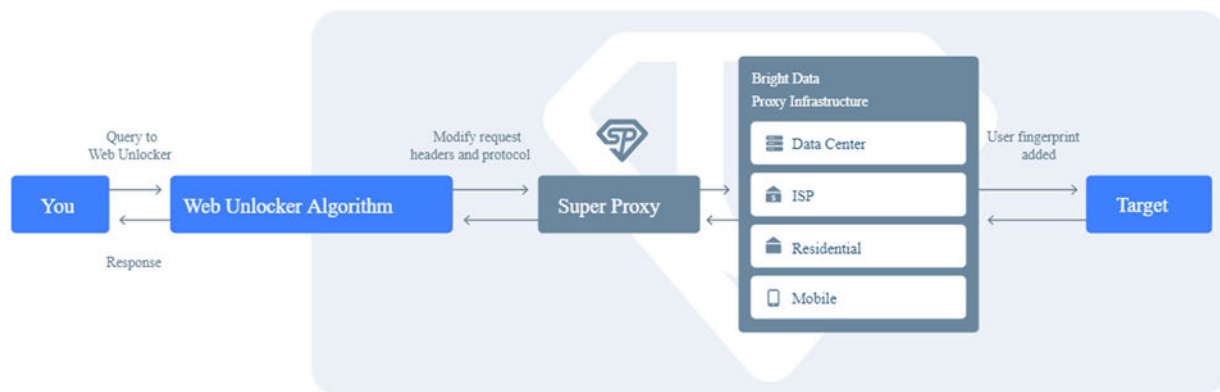 Bright Data
Proxy Infrastructure
Query to
Web Unlocker
Modify request
headers and protocol
SP
Data Center
User fingerprint
added
You
Web Unlocker Algorithm
Super Proxy
ISP
Target
Response
Residential
Mobile